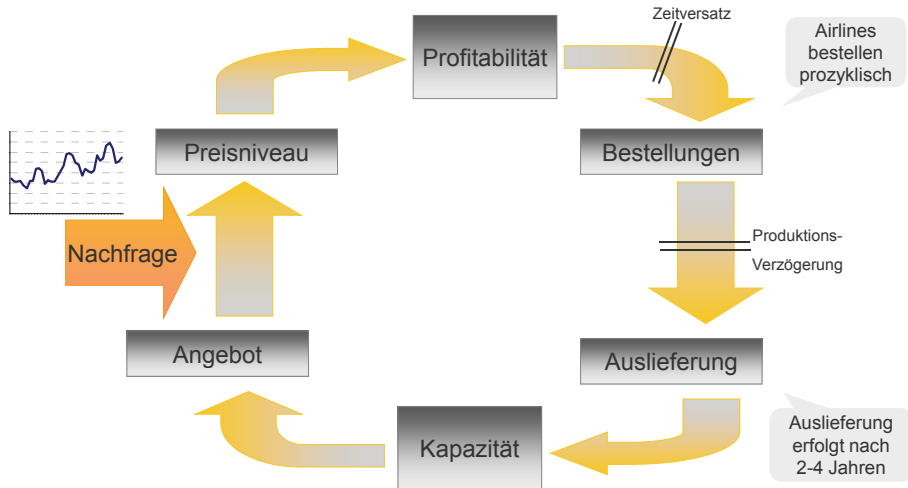 Zeitversatz
Airlines
bestellen
prozyklisch
Profitabilität
Preisniveau
Bestellungen
Nachfrage
Produktions-
Verzögerung
Angebot
Auslieferung
Kapazität
Auslieferung
erfolgt nach
2-4 Jahren